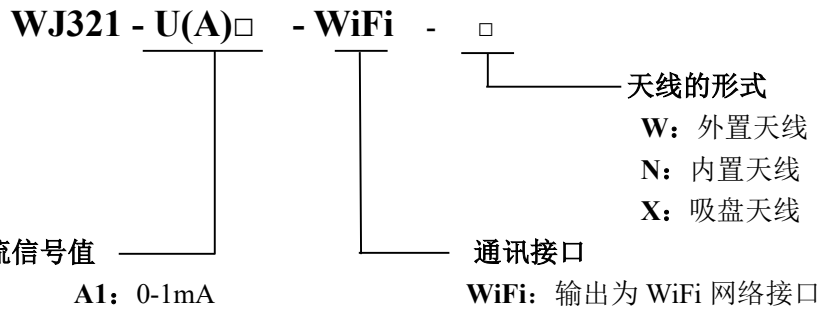 WJ321 - U(A)□ - WiFi - □
天线的形式
W：外置天线
N：内置天线
X：吸盘天线
流信号值
通讯接口
A1：0-1mA
WiFi：输出为 WiFi 网络接口